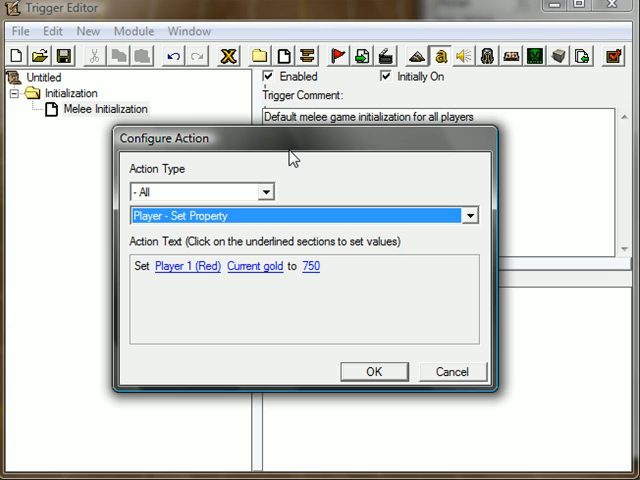 Trigger Editor
File Edit New Window
Untitled
Initialization
Melee Initialization
Enabled
Initially On
Trigger Comment:
Default melee game initialization for all players
Configure Action
Action Type
- All
Player - Set Property
Action Text (Click on the underlined sections to set values)
Set Player 1 (Red) Current gold to 750
OK
Cancel